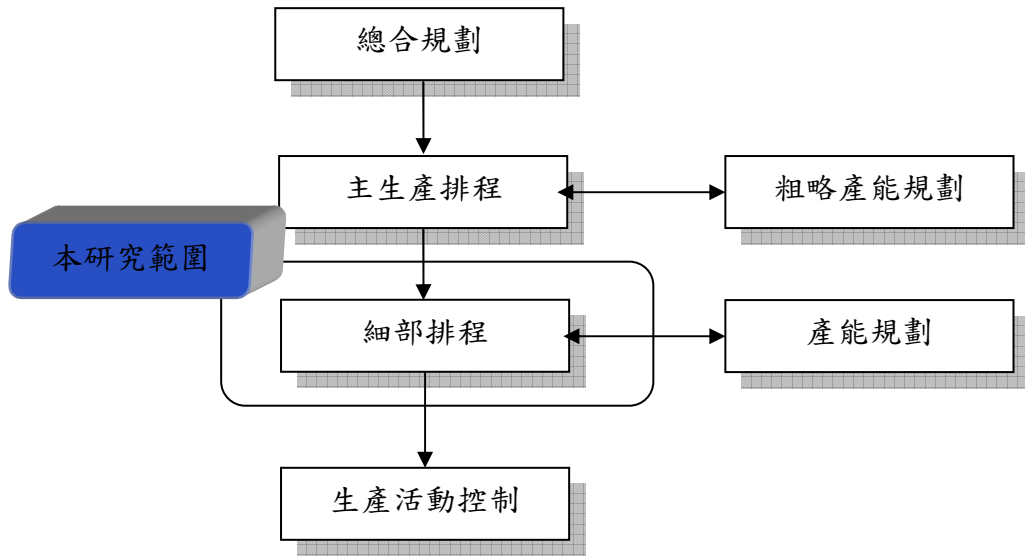 總合規劃
主生產排程
粗略產能規劃
本研究範圍
細部排程
產能規劃
生產活動控制